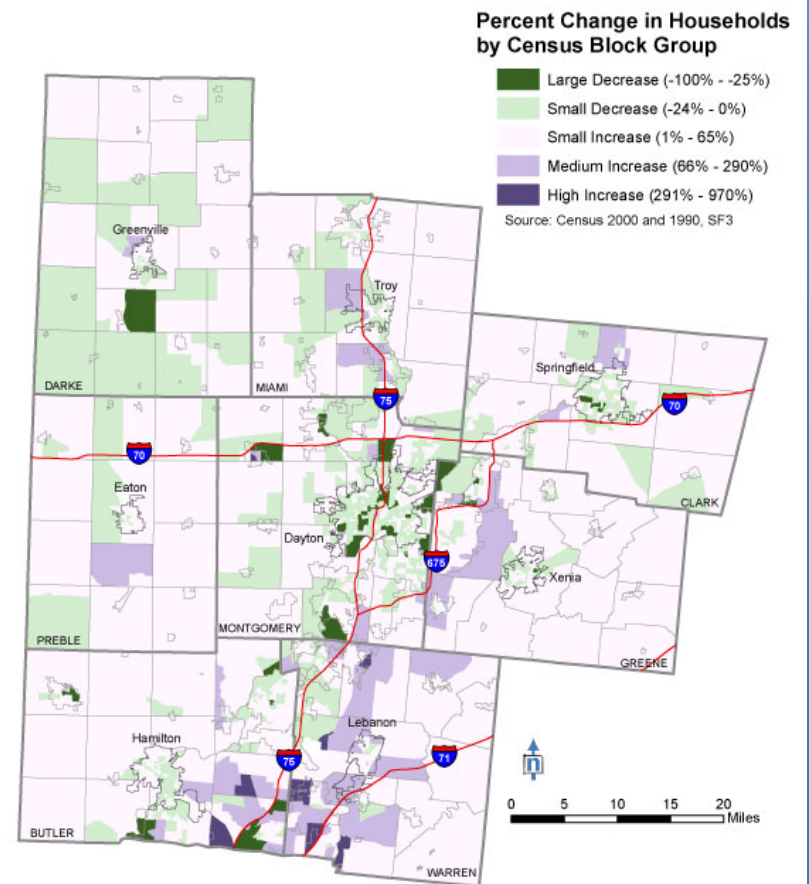 Percent Change in Households
by Census Block Group
Large Decrease (-100% - -25%)
Small Decrease (-24% - 0%)
Small Increase (1% - 65%)
Medium Increase (66% - 290%)
High Increase (291% - 970%)
Source: Census 2000 and 1990, SF3
Greenville
Troy
DARKE
MIAMI
Springfield
75
70
70
CLARK
Eaton
Dayton
675
Xenia
MONTGOMERY
PREBLE
GREENE
Lebanon
Hamilton
75
71
n
0 5 10 15 20
Miles
BUTLER
WARREN